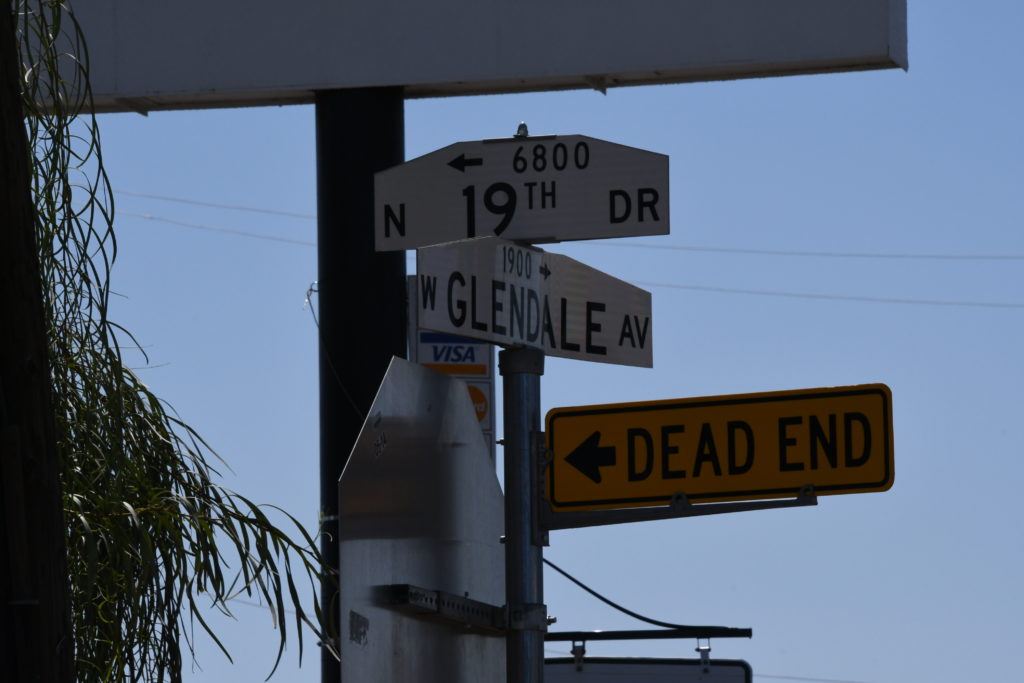 ← 6800
N 19TH DR
1900 →
W GLENDALE AV
VISA
← DEAD END